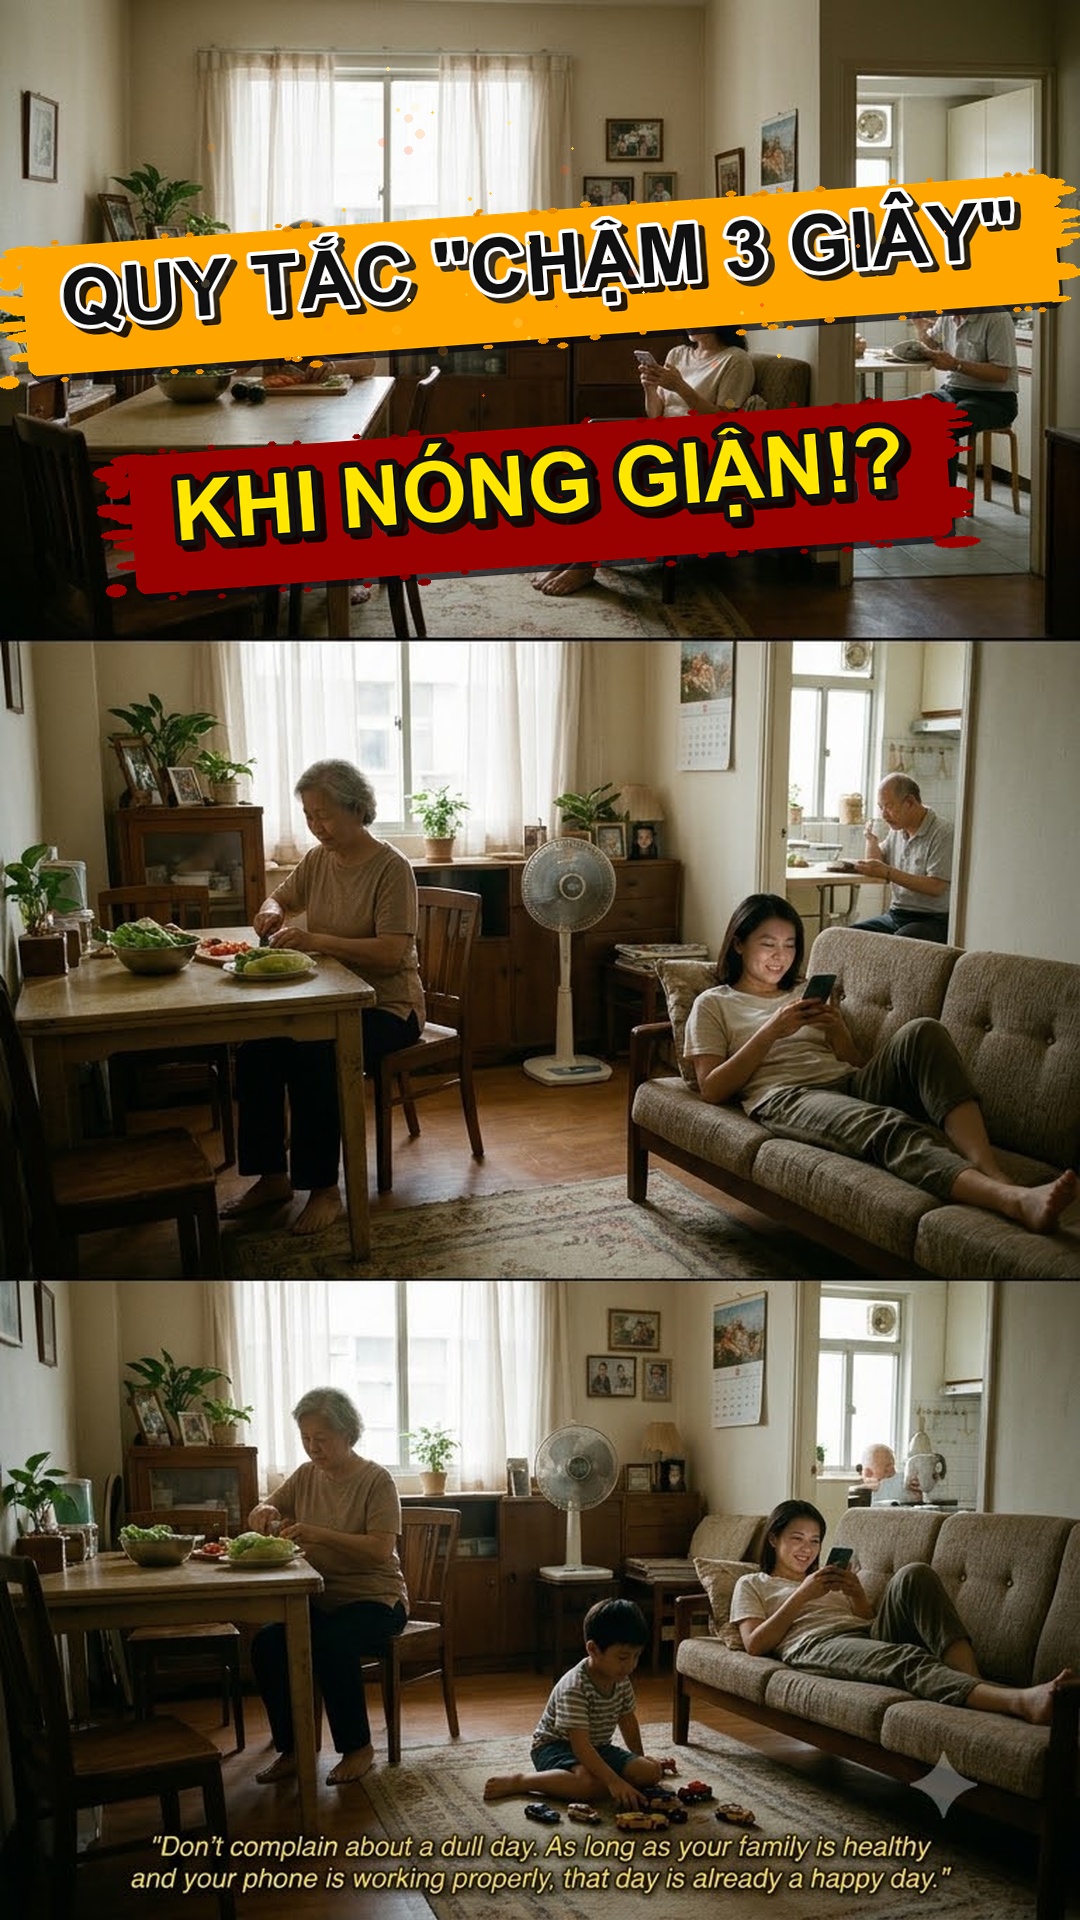 QUY TẮC "CHẬM 3 GIÂY"
KHI NÓNG GIẬN!?
"Don't complain about a dull day. As long as your family is healthy
and your phone is working properly, that day is already a happy day."